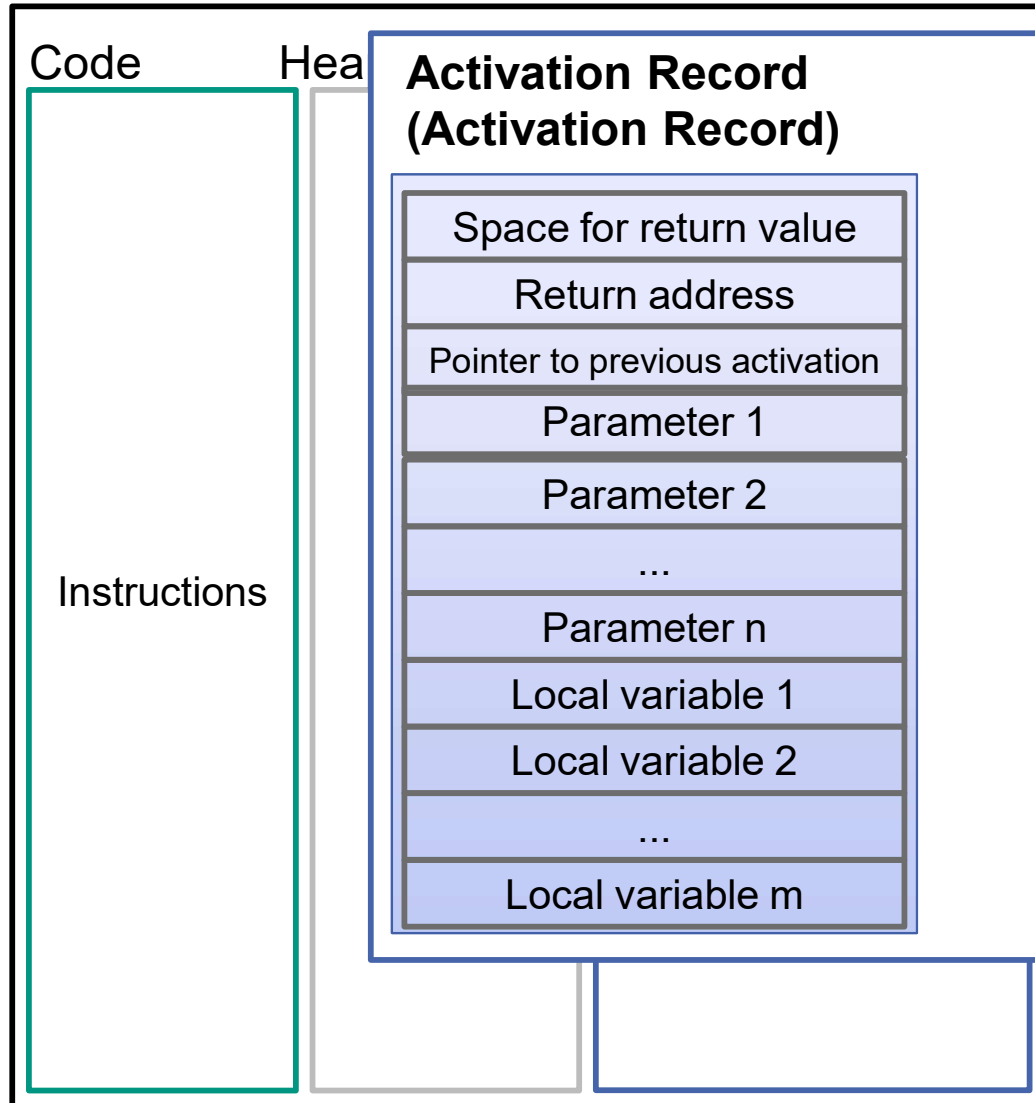 Code
Hea
Activation Record
(Activation Record)
Space for return value
Return address
Pointer to previous activation
Parameter 1
Parameter 2
...
Parameter n
Local variable 1
Local variable 2
...
Local variable m
Instructions